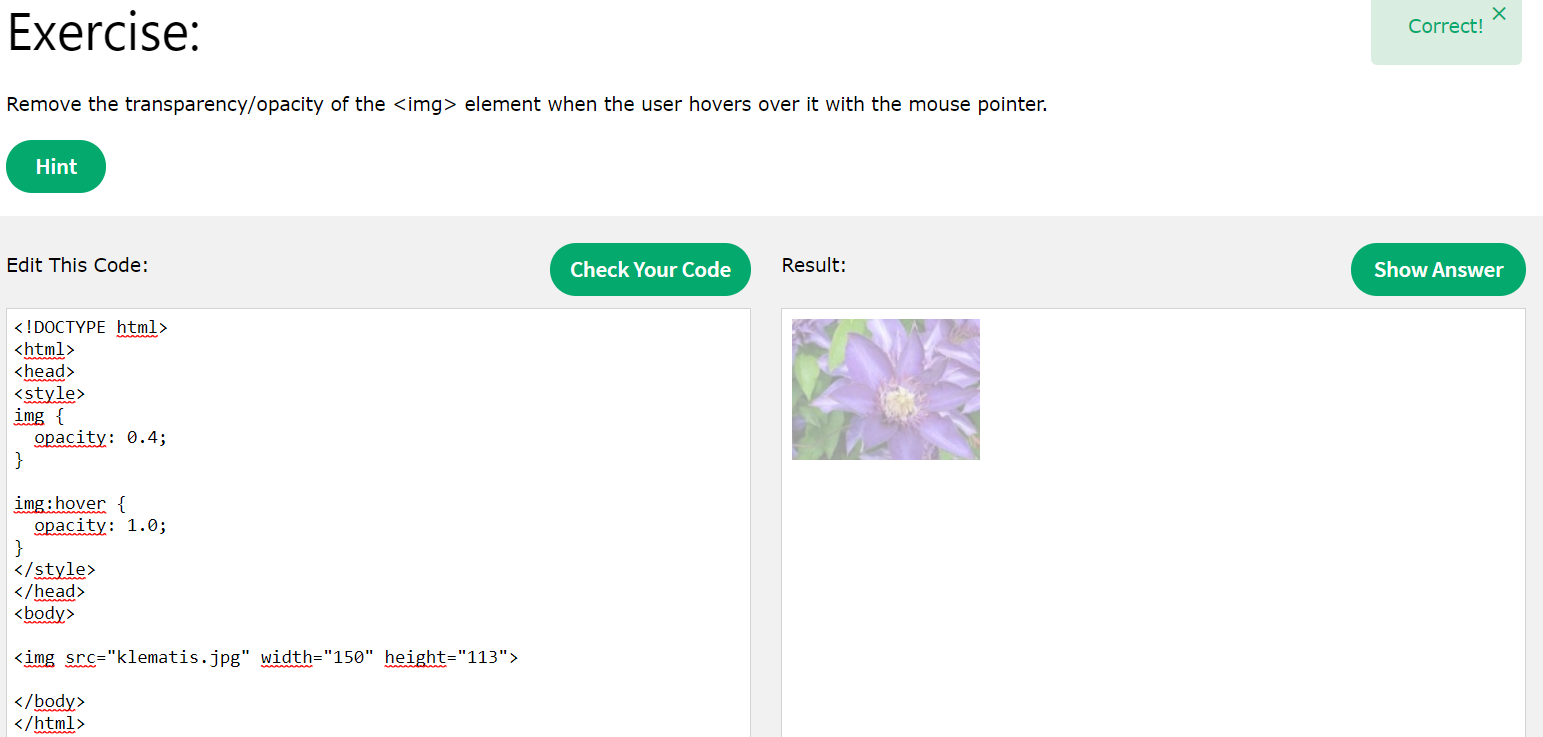 Exercise:
Correct!
Remove the transparency/opacity of the <img> element when the user hovers over it with the mouse pointer.
Hint
Edit This Code:
Check Your Code
Result:
Show Answer
<!DOCTYPE html>
<html>
<head>
<style>
img {
  opacity: 0.4;
}
img:hover {
  opacity: 1.0;
}
</style>
</head>
<body>
<img src="klematis.jpg" width="150" height="113">
</body>
</html>